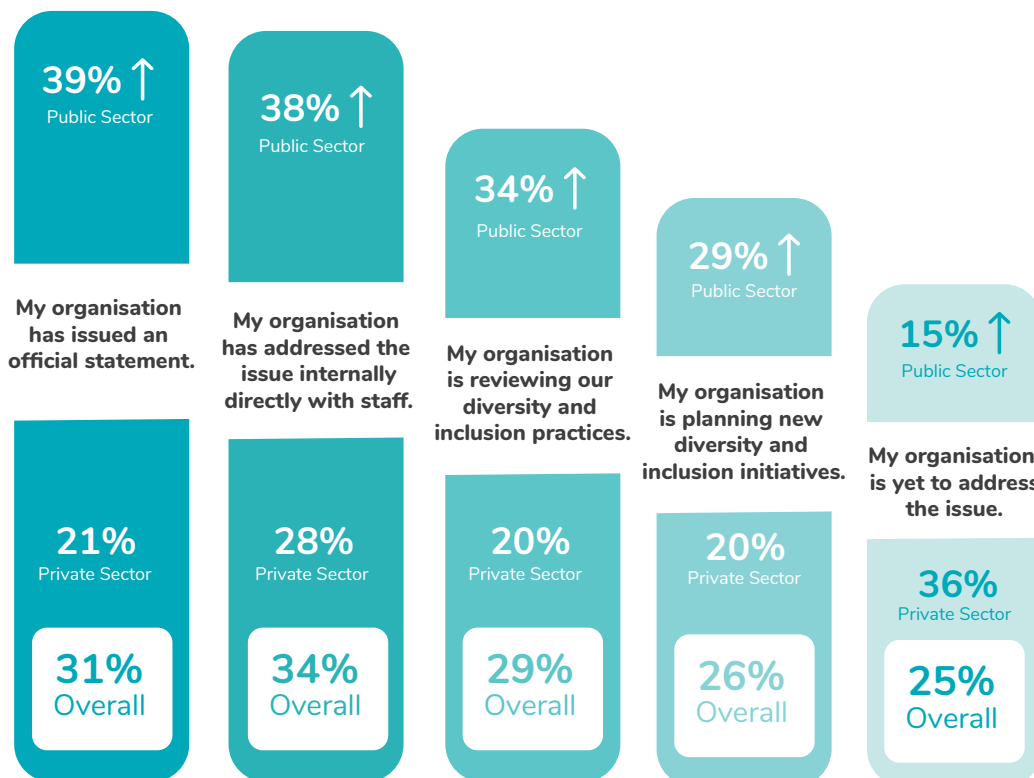 39% ↑
Public Sector
My organisation
has issued an
official statement.
21%
Private Sector
31%
Overall
38% ↑
Public Sector
My organisation
has addressed the
issue internally
directly with staff.
28%
Private Sector
34%
Overall
34% ↑
Public Sector
My organisation
is reviewing our
diversity and
inclusion practices.
20%
Private Sector
29%
Overall
29% ↑
Public Sector
My organisation
is planning new
diversity and
inclusion initiatives.
20%
Private Sector
26%
Overall
15% ↑
Public Sector
My organisation
is yet to address
the issue.
36%
Private Sector
25%
Overall